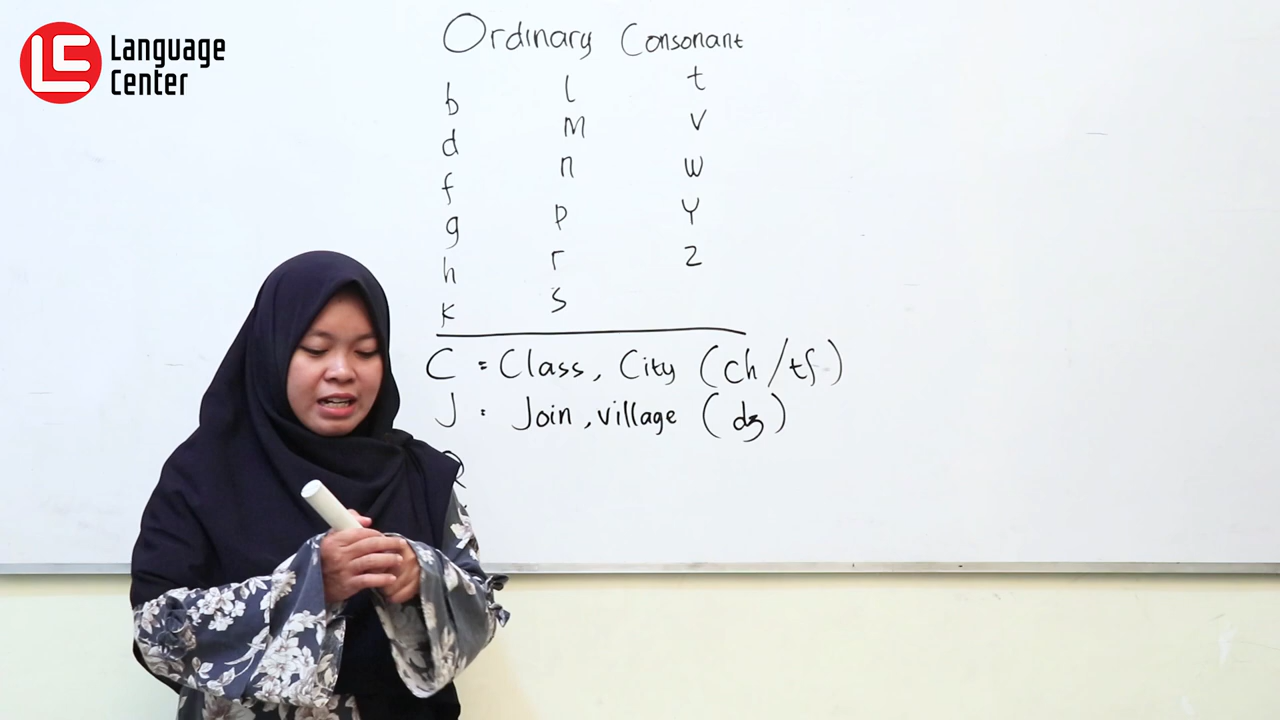 Language
Center
Ordinary Consonant
b l t
d M v
f n w
g p Y
h r z
k s
C = Class, City (ch/tʃ)
J = Join, village (dʒ)
Q